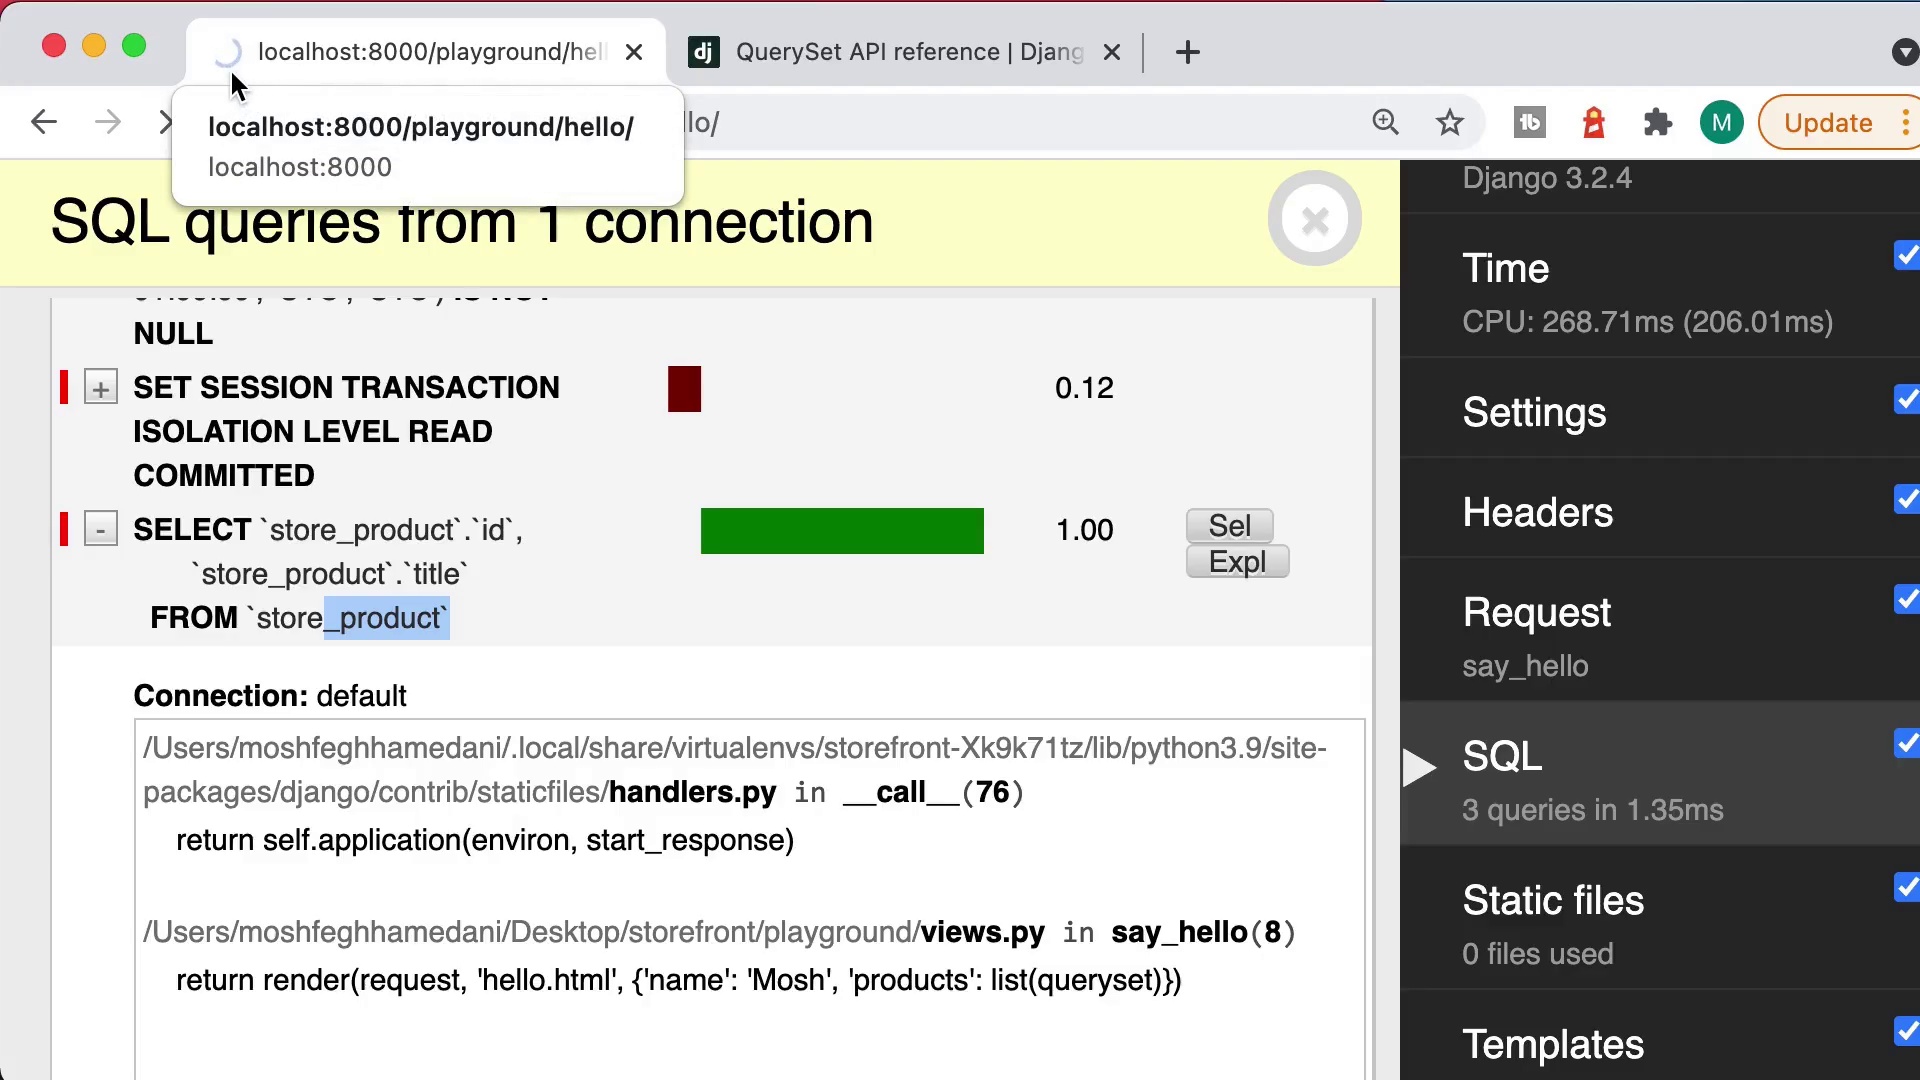 localhost:8000/playground/hel
QuerySet API reference | Djang
localhost:8000/playground/hello/
localhost:8000
llo/
M
Update
SQL queries from 1 connection
NULL
+ SET SESSION TRANSACTION
ISOLATION LEVEL READ
COMMITTED
0.12
- SELECT `store_product`.`id`,
`store_product`.`title`
FROM `store_product`
1.00
Sel
Expl
Connection: default
/Users/moshfeghhamedani/.local/share/virtualenvs/storefront-Xk9k71tz/lib/python3.9/site-
packages/django/contrib/staticfiles/handlers.py in __call__(76)
return self.application(environ, start_response)
/Users/moshfeghhamedani/Desktop/storefront/playground/views.py in say_hello(8)
return render(request, 'hello.html', {'name': 'Mosh', 'products': list(queryset)})
Django 3.2.4
Time
CPU: 268.71ms (206.01ms)
Settings
Headers
Request
say_hello
SQL
3 queries in 1.35ms
Static files
0 files used
Templates